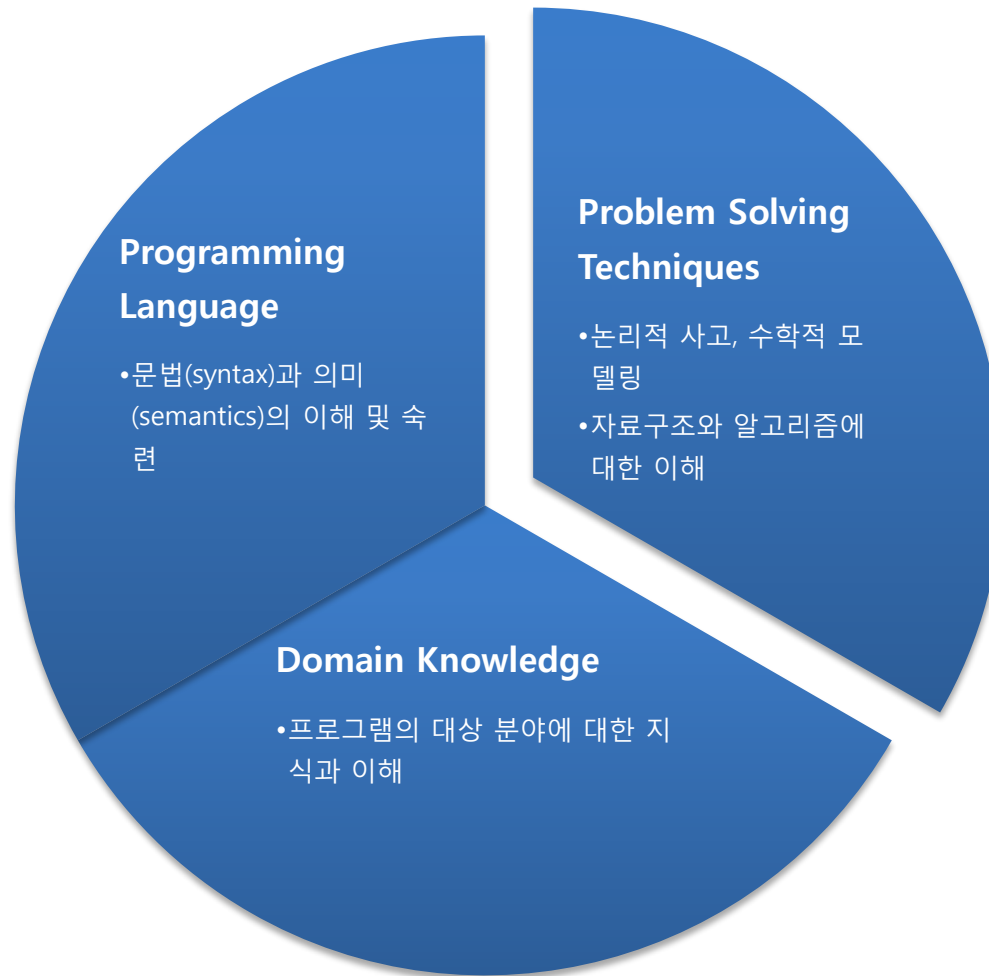 Programming
Language
•문법(syntax)과 의미
(semantics)의 이해 및 숙
련
Problem Solving
Techniques
•논리적 사고, 수학적 모
델링
•자료구조와 알고리즘에
대한 이해
Domain Knowledge
•프로그램의 대상 분야에 대한 지
식과 이해